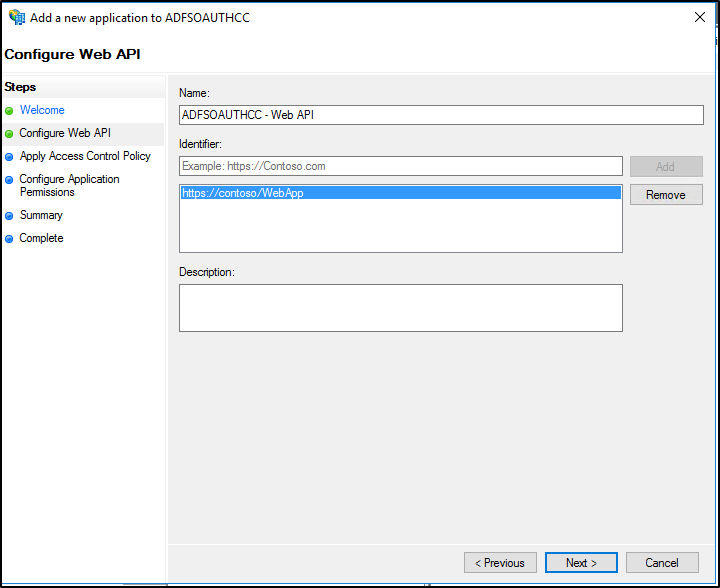 Add a new application to ADFSOAUTHCC
Configure Web API
Steps
Welcome
Configure Web API
Apply Access Control Policy
Configure Application
Permissions
Summary
Complete
Name:
ADFSOAUTHCC - Web API
Identifier:
Example: https://Contoso.com
Add
https://contoso/WebApp
Remove
Description:
< Previous
Next >
Cancel